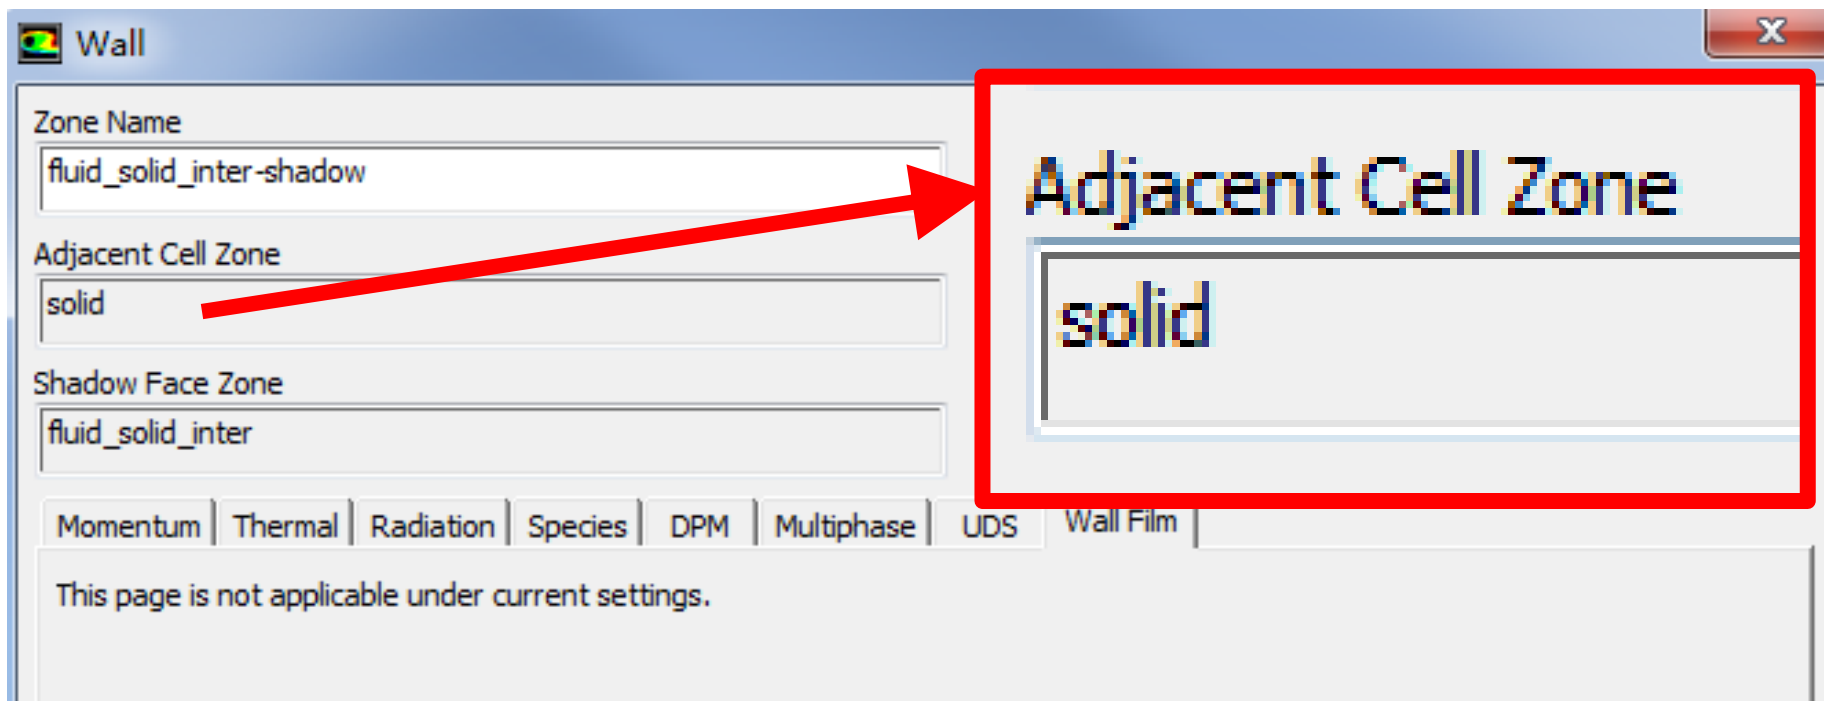 Wall
x
Zone Name
fluid_solid_inter-shadow
Adjacent Cell Zone
solid
Shadow Face Zone
fluid_solid_inter
Adjacent Cell Zone
solid
Momentum Thermal Radiation Species DPM Multiphase UDS Wall Film
This page is not applicable under current settings.